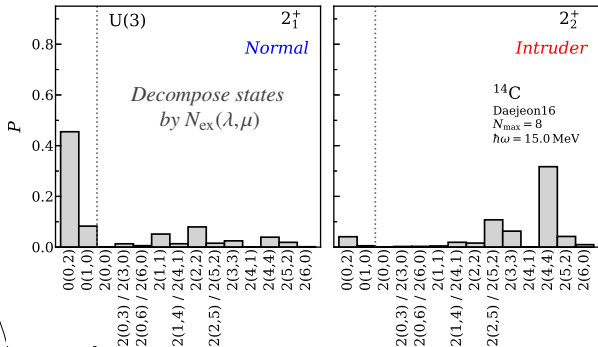 U(3)
2₁⁺
Normal
Decompose states
by N_ex(λ,μ)
P
0.8
0.6
0.4
0.2
0.0
0(0,2)
0(1,0)
2(0,0)
2(0,3) / 2(3,0)
2(0,6) / 2(6,0)
2(1,1)
2(1,4) / 2(4,1)
2(2,2)
2(2,5) / 2(5,2)
2(3,3)
2(4,1)
2(4,4)
2(5,2)
2(6,0)
2₂⁺
Intruder
¹⁴C
Daejeon16
N_max = 8
ℏω = 15.0 MeV
0(0,2)
0(1,0)
2(0,0)
2(0,3) / 2(3,0)
2(0,6) / 2(6,0)
2(1,1)
2(1,4) / 2(4,1)
2(2,2)
2(2,5) / 2(5,2)
2(3,3)
2(4,1)
2(4,4)
2(5,2)
2(6,0)